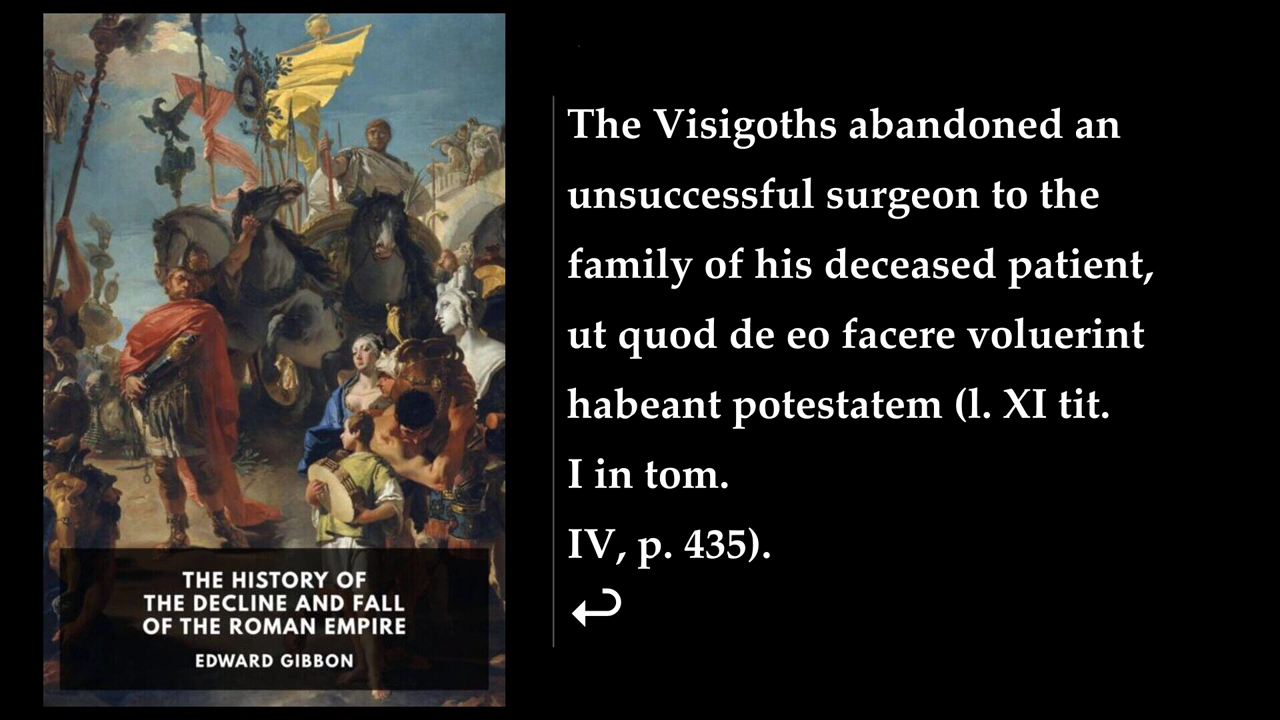 THE HISTORY OF
THE DECLINE AND FALL
OF THE ROMAN EMPIRE
EDWARD GIBBON
The Visigoths abandoned an
unsuccessful surgeon to the
family of his deceased patient,
ut quod de eo facere voluerint
habeant potestatem (l. XI tit.
I in tom.
IV, p. 435).
↩